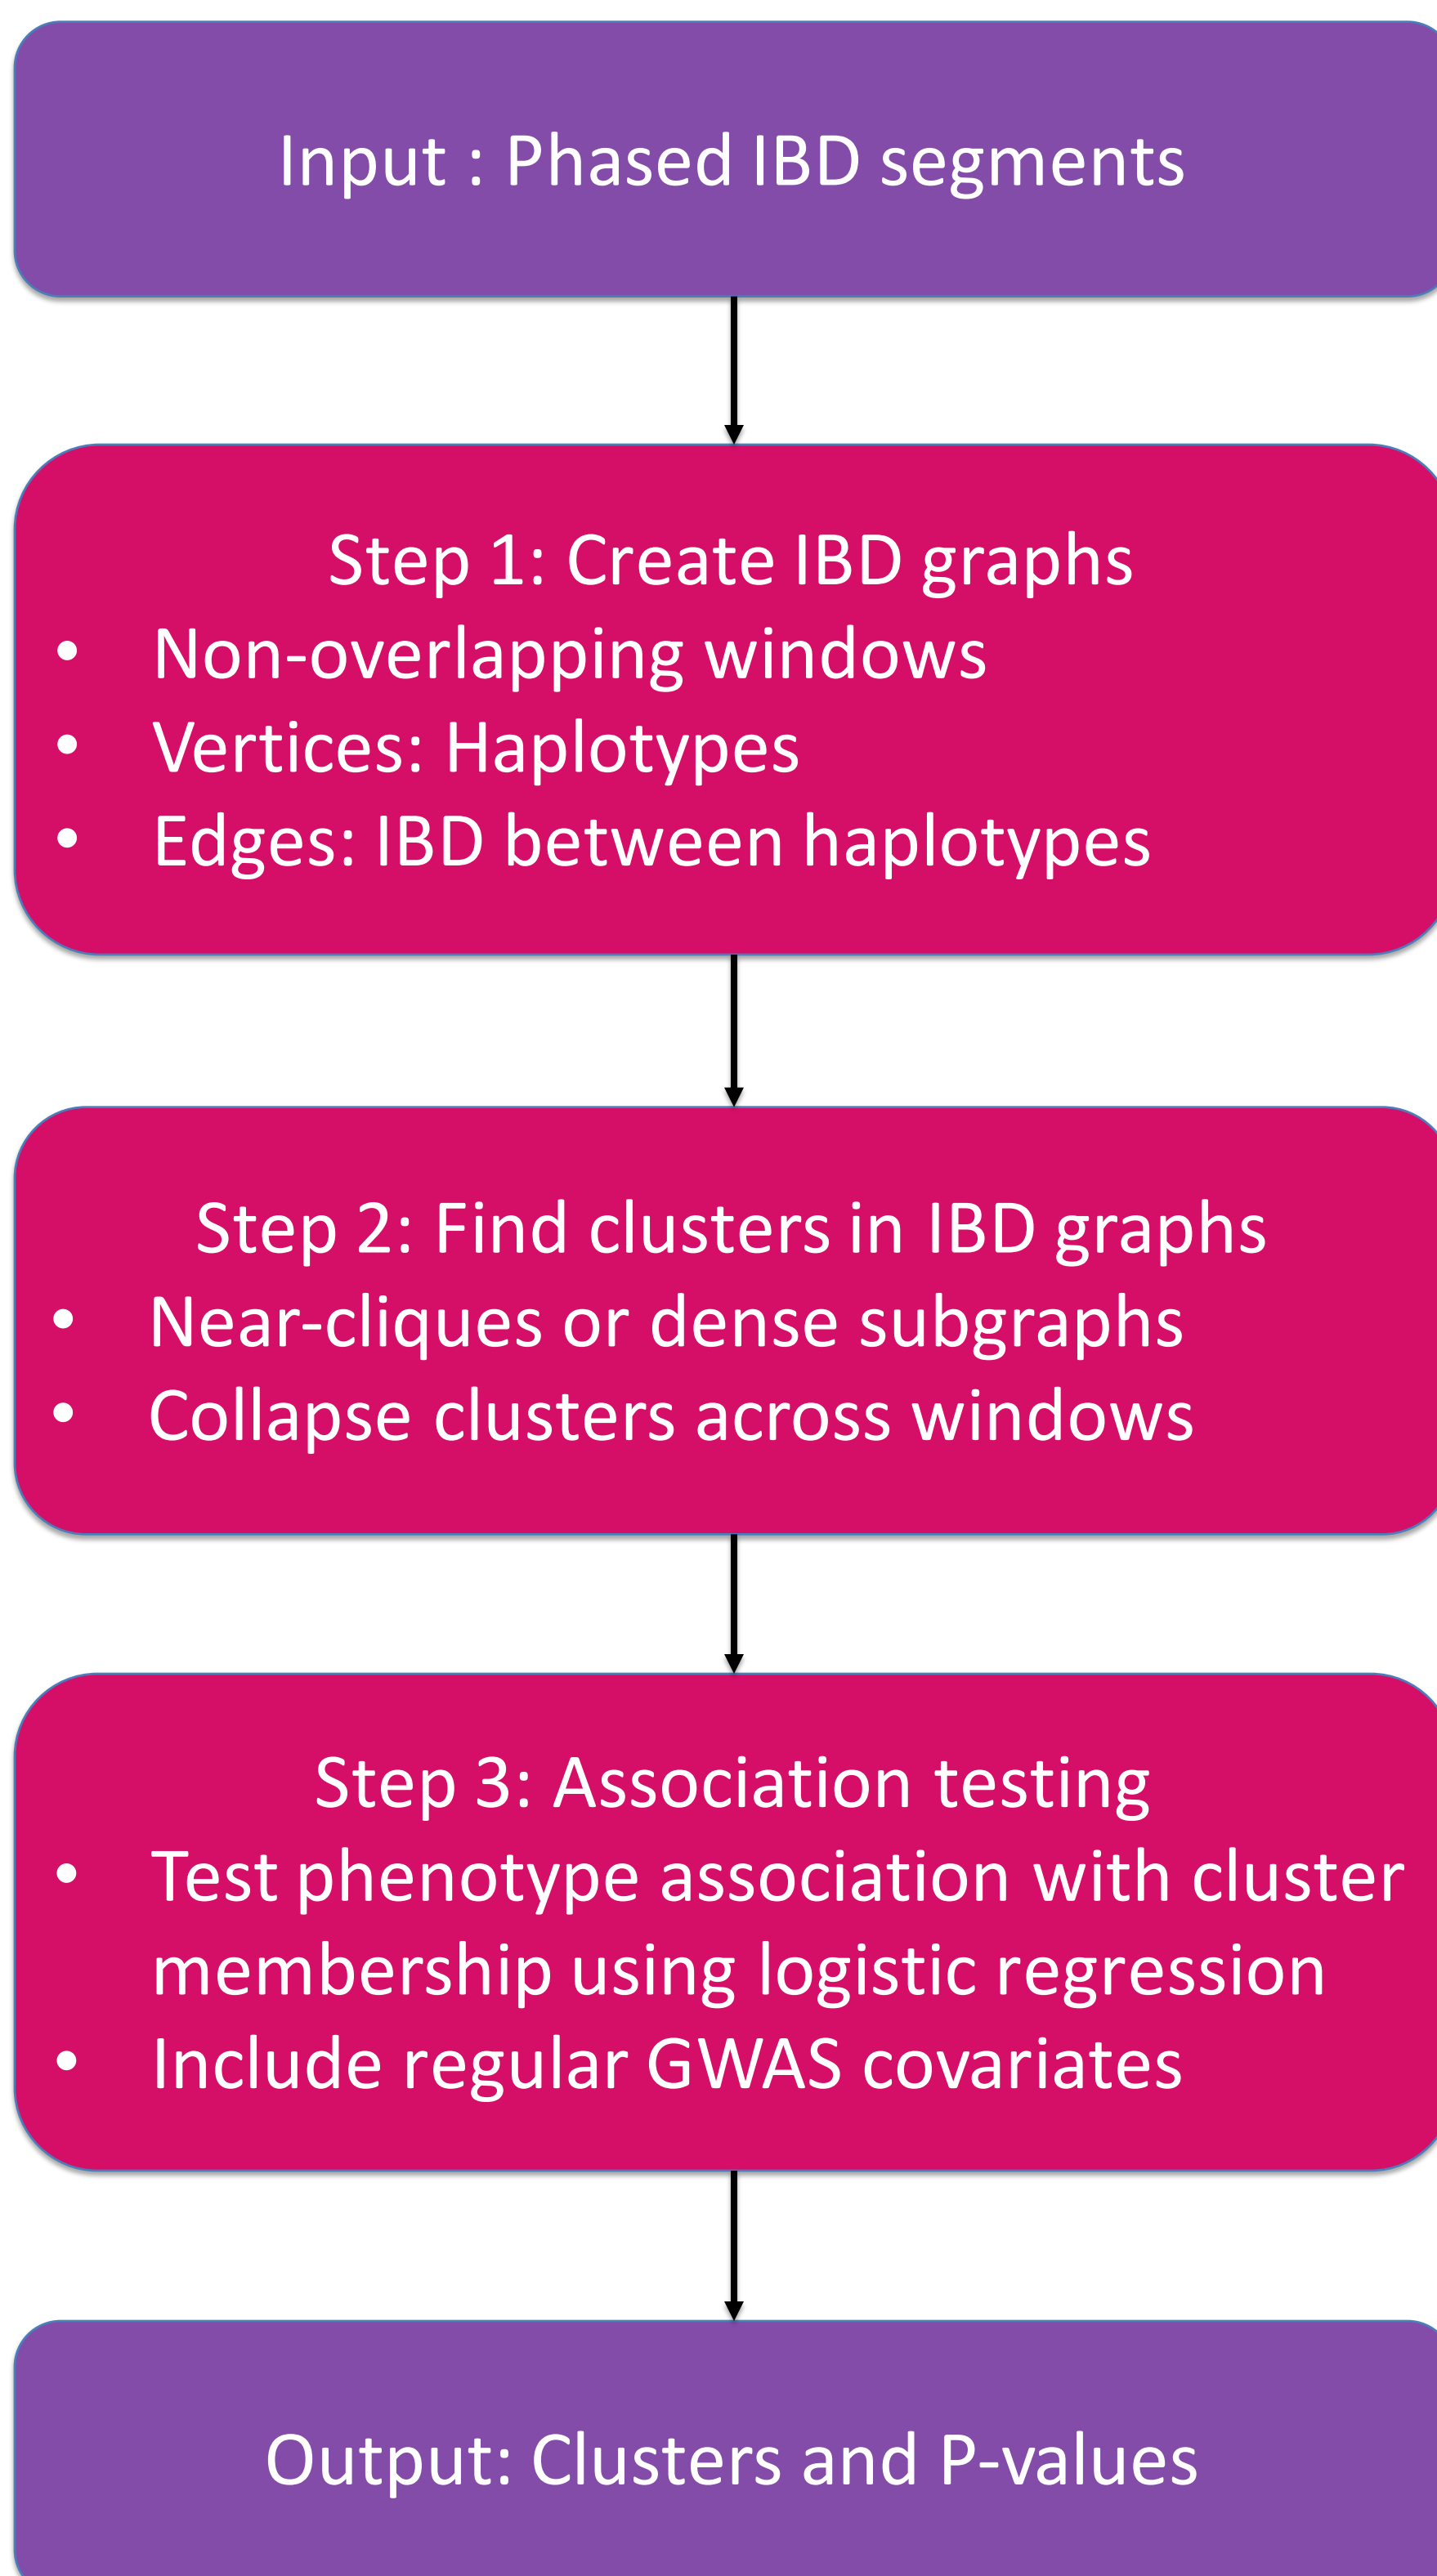 Input : Phased IBD segments
Step 1: Create IBD graphs
• Non-overlapping windows
• Vertices: Haplotypes
• Edges: IBD between haplotypes
Step 2: Find clusters in IBD graphs
• Near-cliques or dense subgraphs
• Collapse clusters across windows
Step 3: Association testing
• Test phenotype association with cluster
membership using logistic regression
• Include regular GWAS covariates
Output: Clusters and P-values